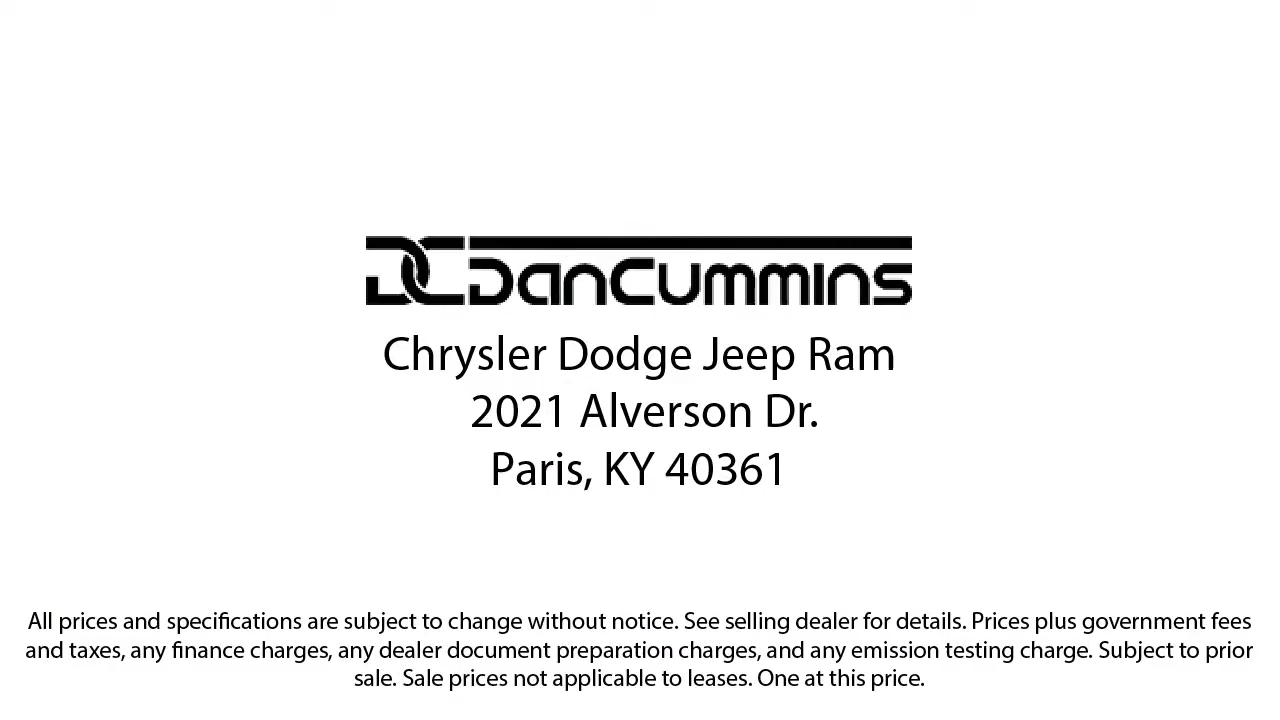 DC DanCummins
Chrysler Dodge Jeep Ram
2021 Alverson Dr.
Paris, KY 40361
All prices and specifications are subject to change without notice. See selling dealer for details. Prices plus government fees
and taxes, any finance charges, any dealer document preparation charges, and any emission testing charge. Subject to prior
sale. Sale prices not applicable to leases. One at this price.